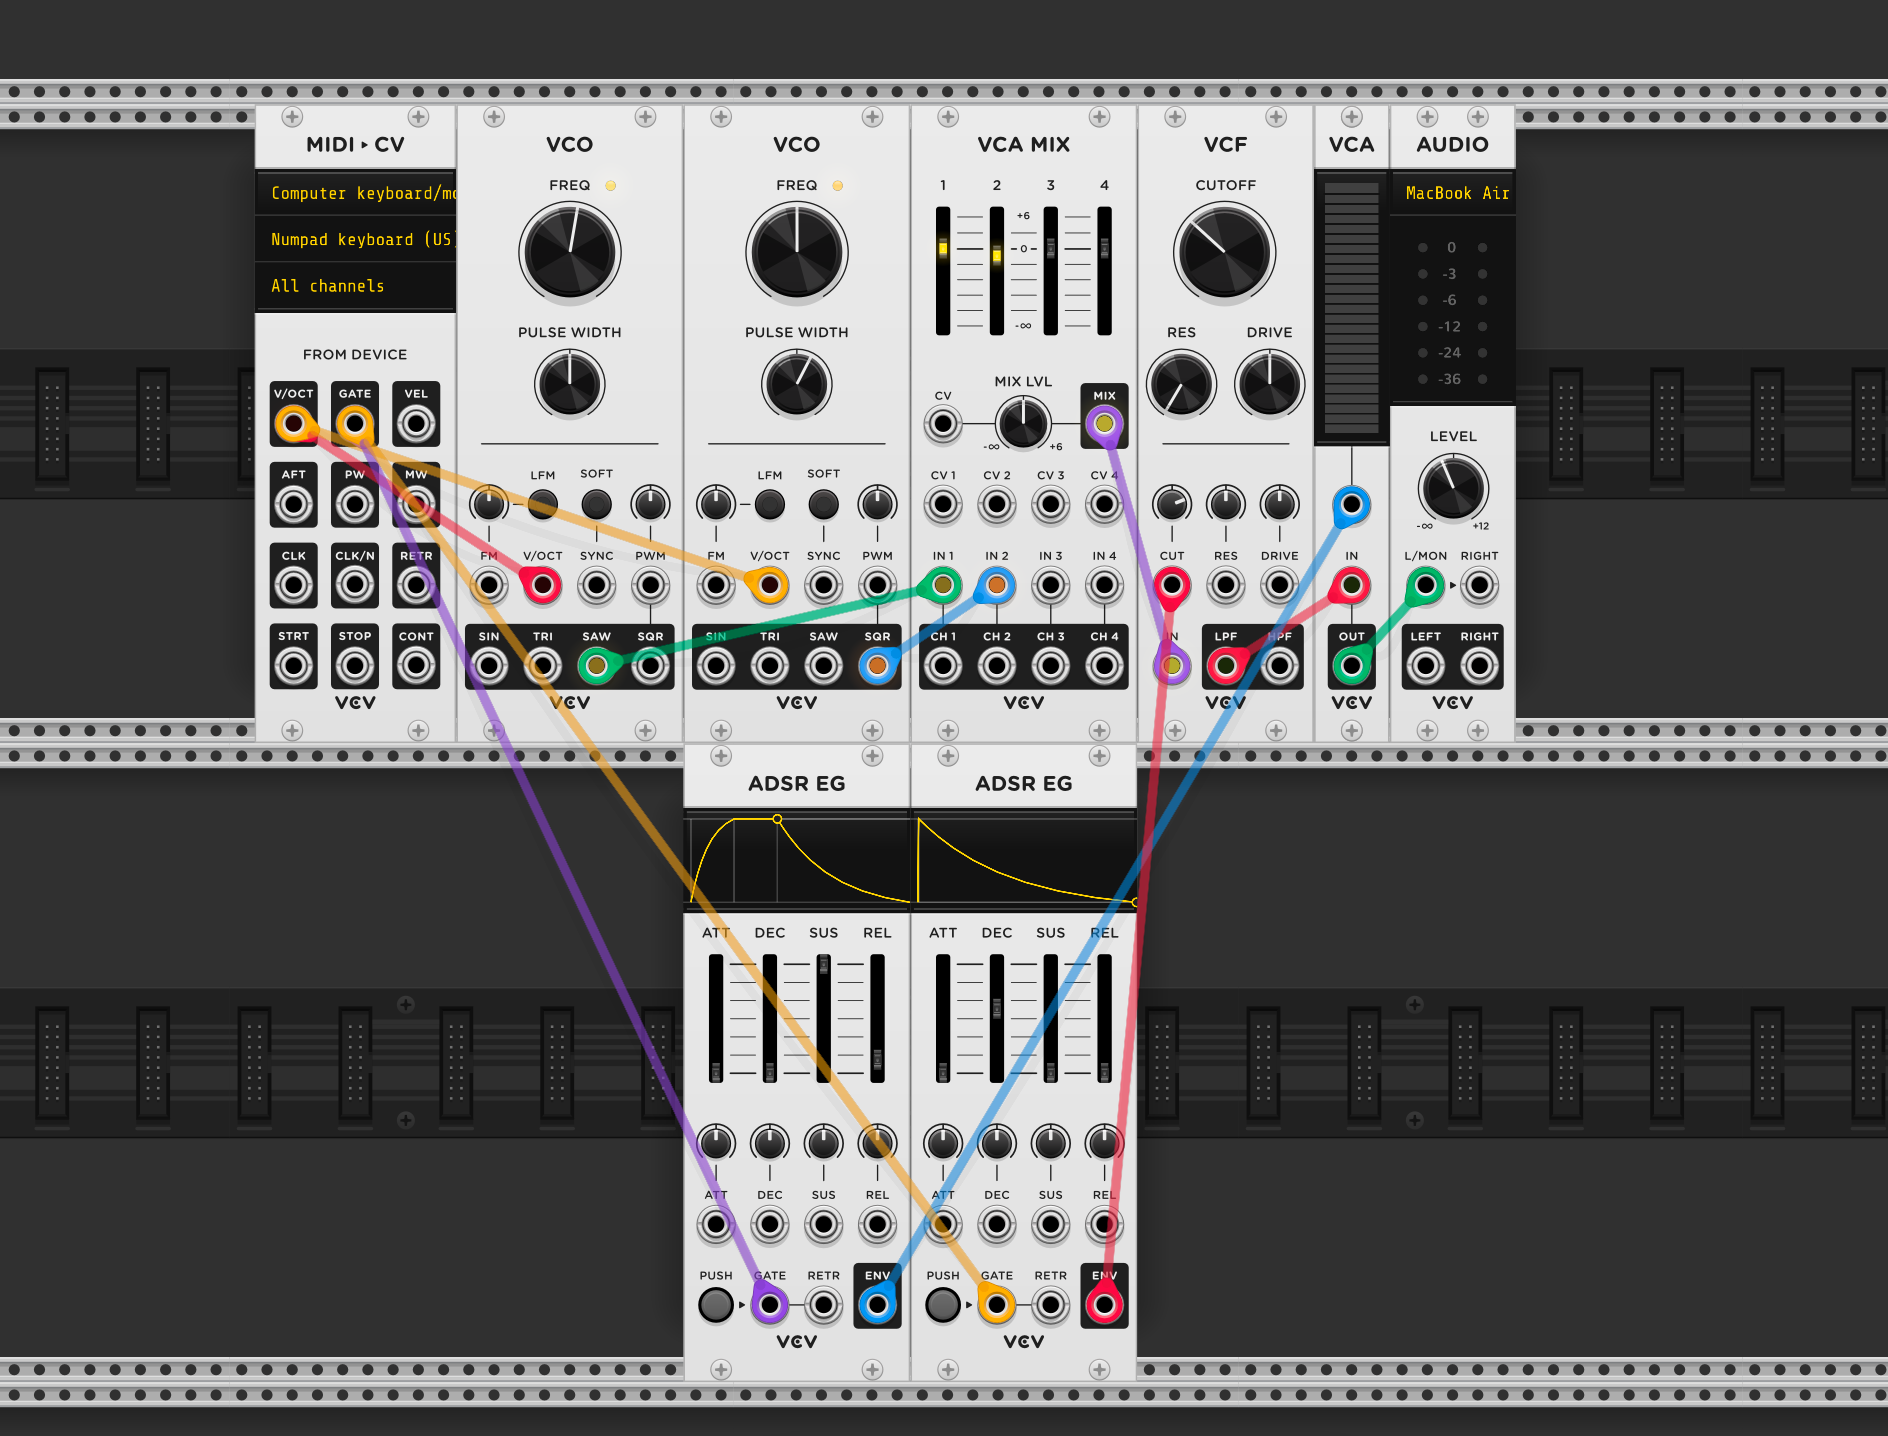 MIDI ▸ CV
Computer keyboard/mo
Numpad keyboard (US)
All channels
FROM DEVICE
V/OCT GATE VEL
AFT PW MW
CLK CLK/N RETR
STRT STOP CONT
VCV
VCO
FREQ
PULSE WIDTH
LFM SOFT
FM V/OCT SYNC PWM
SIN TRI SAW SQR
VCV
VCO
FREQ
PULSE WIDTH
LFM SOFT
FM V/OCT SYNC PWM
SIN TRI SAW SQR
VCV
VCA MIX
1 2 3 4
+6
0
-∞
MIX LVL
CV MIX
-∞ +6
CV 1 CV 2 CV 3 CV 4
IN 1 IN 2 IN 3 IN 4
CH 1 CH 2 CH 3 CH 4
VCV
VCF
CUTOFF
RES DRIVE
CUT RES DRIVE
IN LPF HPF
VCV
VCA
IN
OUT
VCV
AUDIO
MacBook Air
0
-3
-6
-12
-24
-36
LEVEL
-∞ +12
L/MON RIGHT
LEFT RIGHT
VCV
ADSR EG
ATT DEC SUS REL
ATT DEC SUS REL
PUSH GATE RETR ENV
VCV
ADSR EG
ATT DEC SUS REL
ATT DEC SUS REL
PUSH GATE RETR ENV
VCV